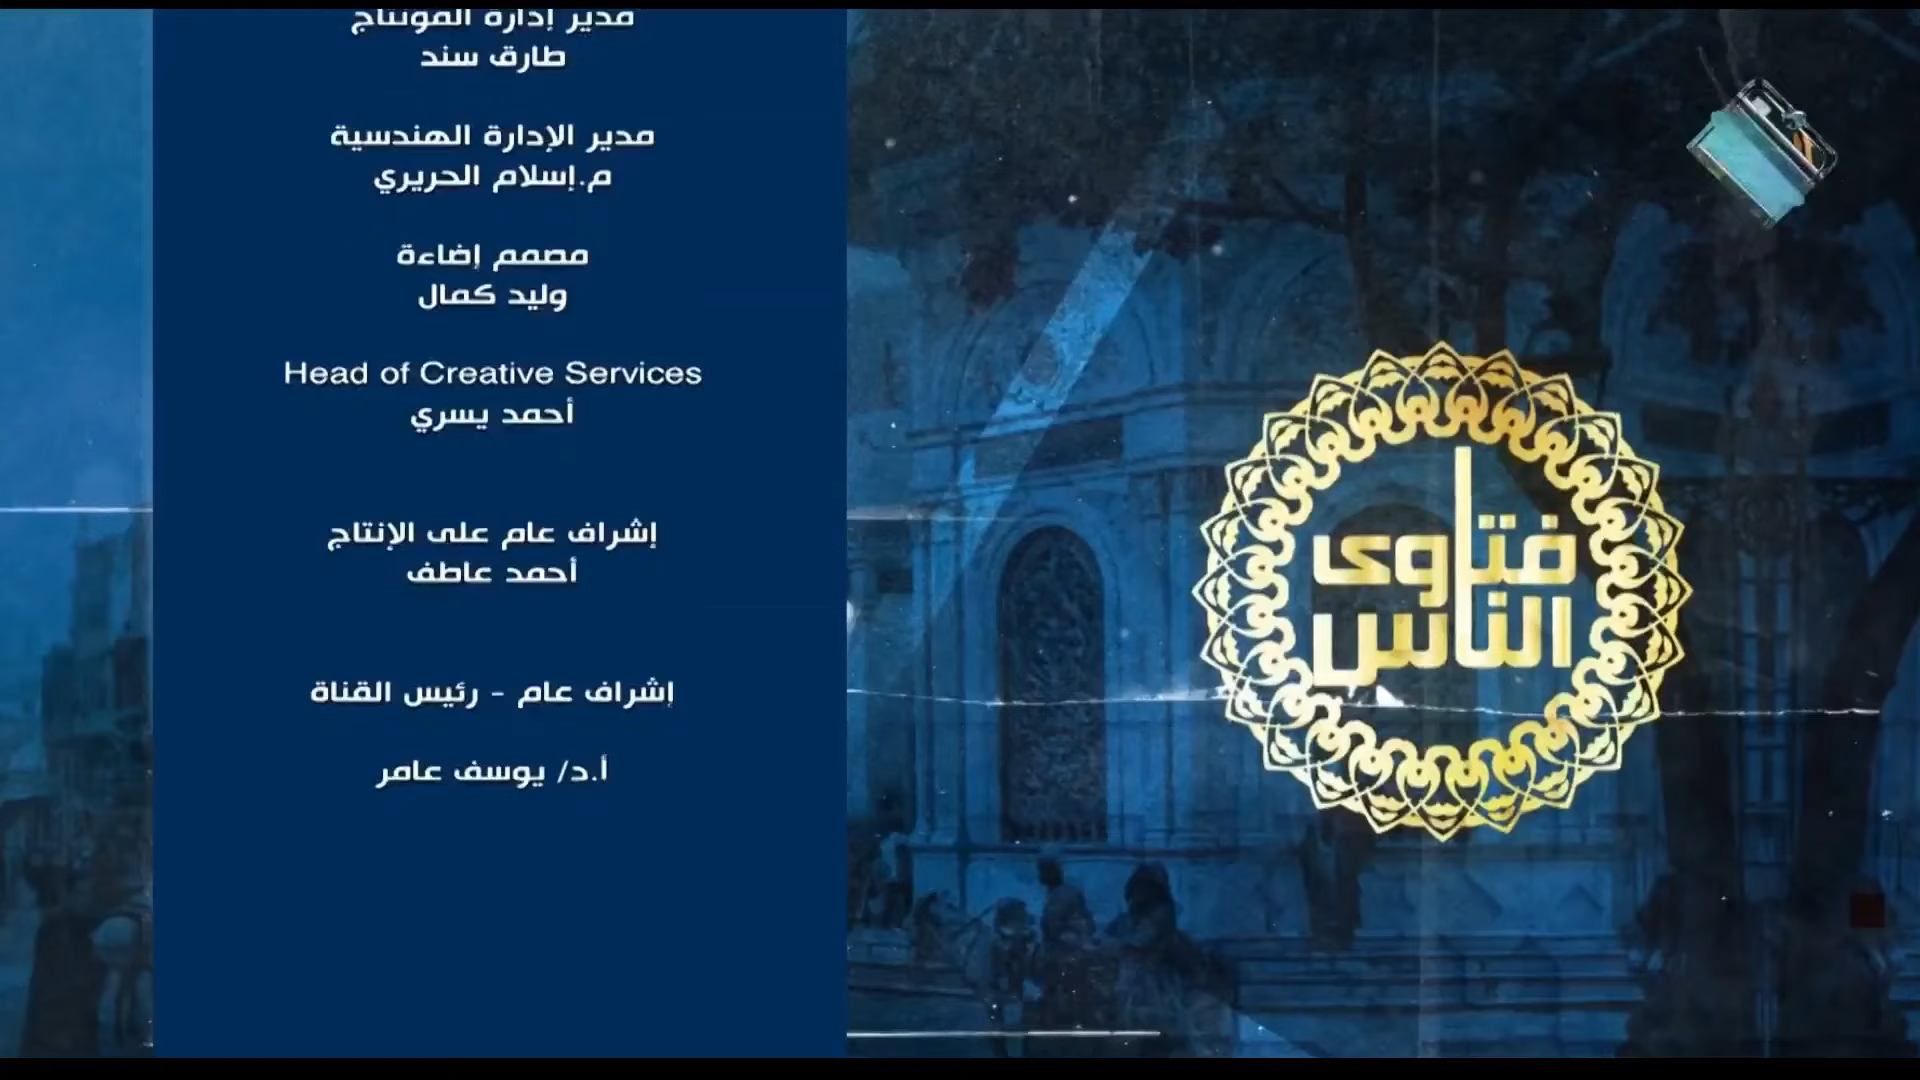 مدير إدارة المونتاج
طارق سند
مدير الإدارة الهندسية
م.إسلام الحريري
مصمم إضاءة
وليد كمال
Head of Creative Services
أحمد يسري
إشراف عام على الإنتاج
أحمد عاطف
إشراف عام - رئيس القناة
أ.د/ يوسف عامر
فتاوى
الناس